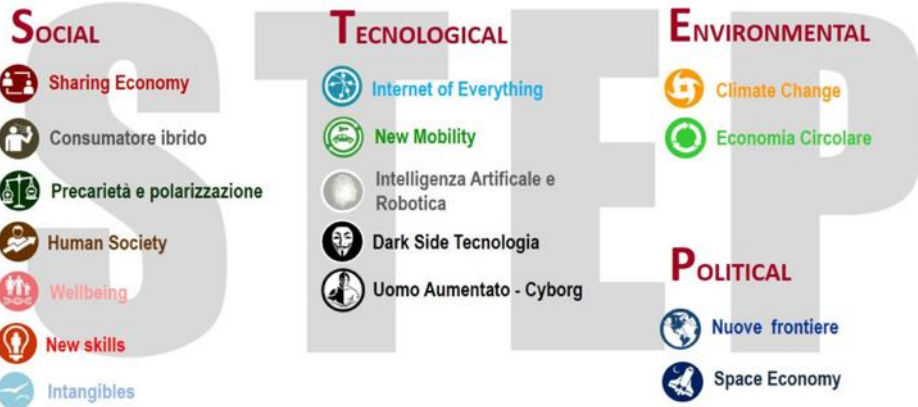 STEP
SOCIAL
Sharing Economy
Consumatore ibrido
Precarietà e polarizzazione
Human Society
Wellbeing
New skills
Intangibles
TECNOLOGICAL
Internet of Everything
New Mobility
Intelligenza Artificale e
Robotica
Dark Side Tecnologia
Uomo Aumentato - Cyborg
ENVIRONMENTAL
Climate Change
Economia Circolare
POLITICAL
Nuove frontiere
Space Economy